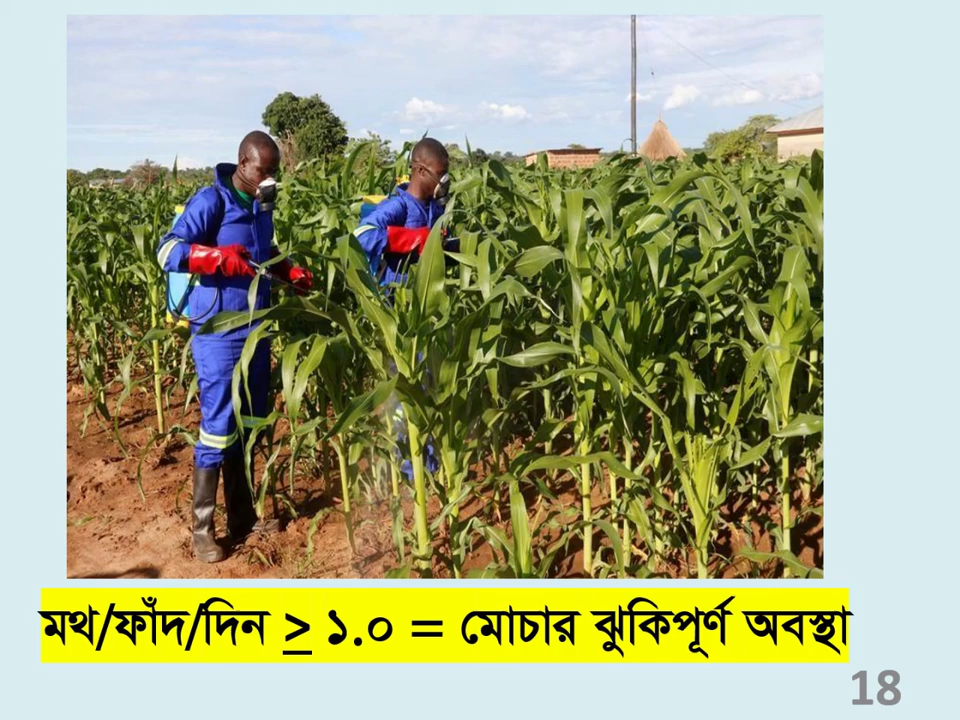 মথ/ফাঁদ/দিন ≥ ১.০ = মোচার ঝুকিপূর্ণ অবস্থা
18